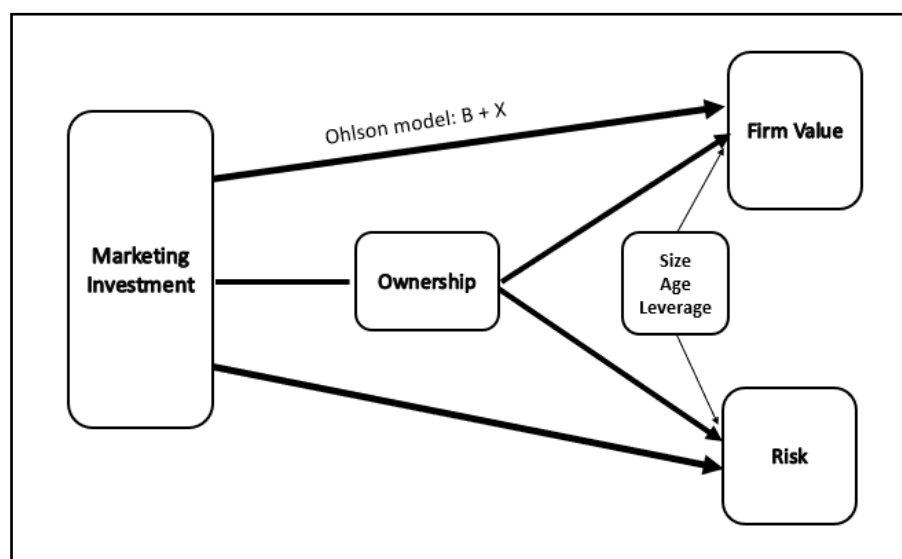 Ohlson model: B + X
Firm Value
Marketing
Investment
Ownership
Size
Age
Leverage
Risk